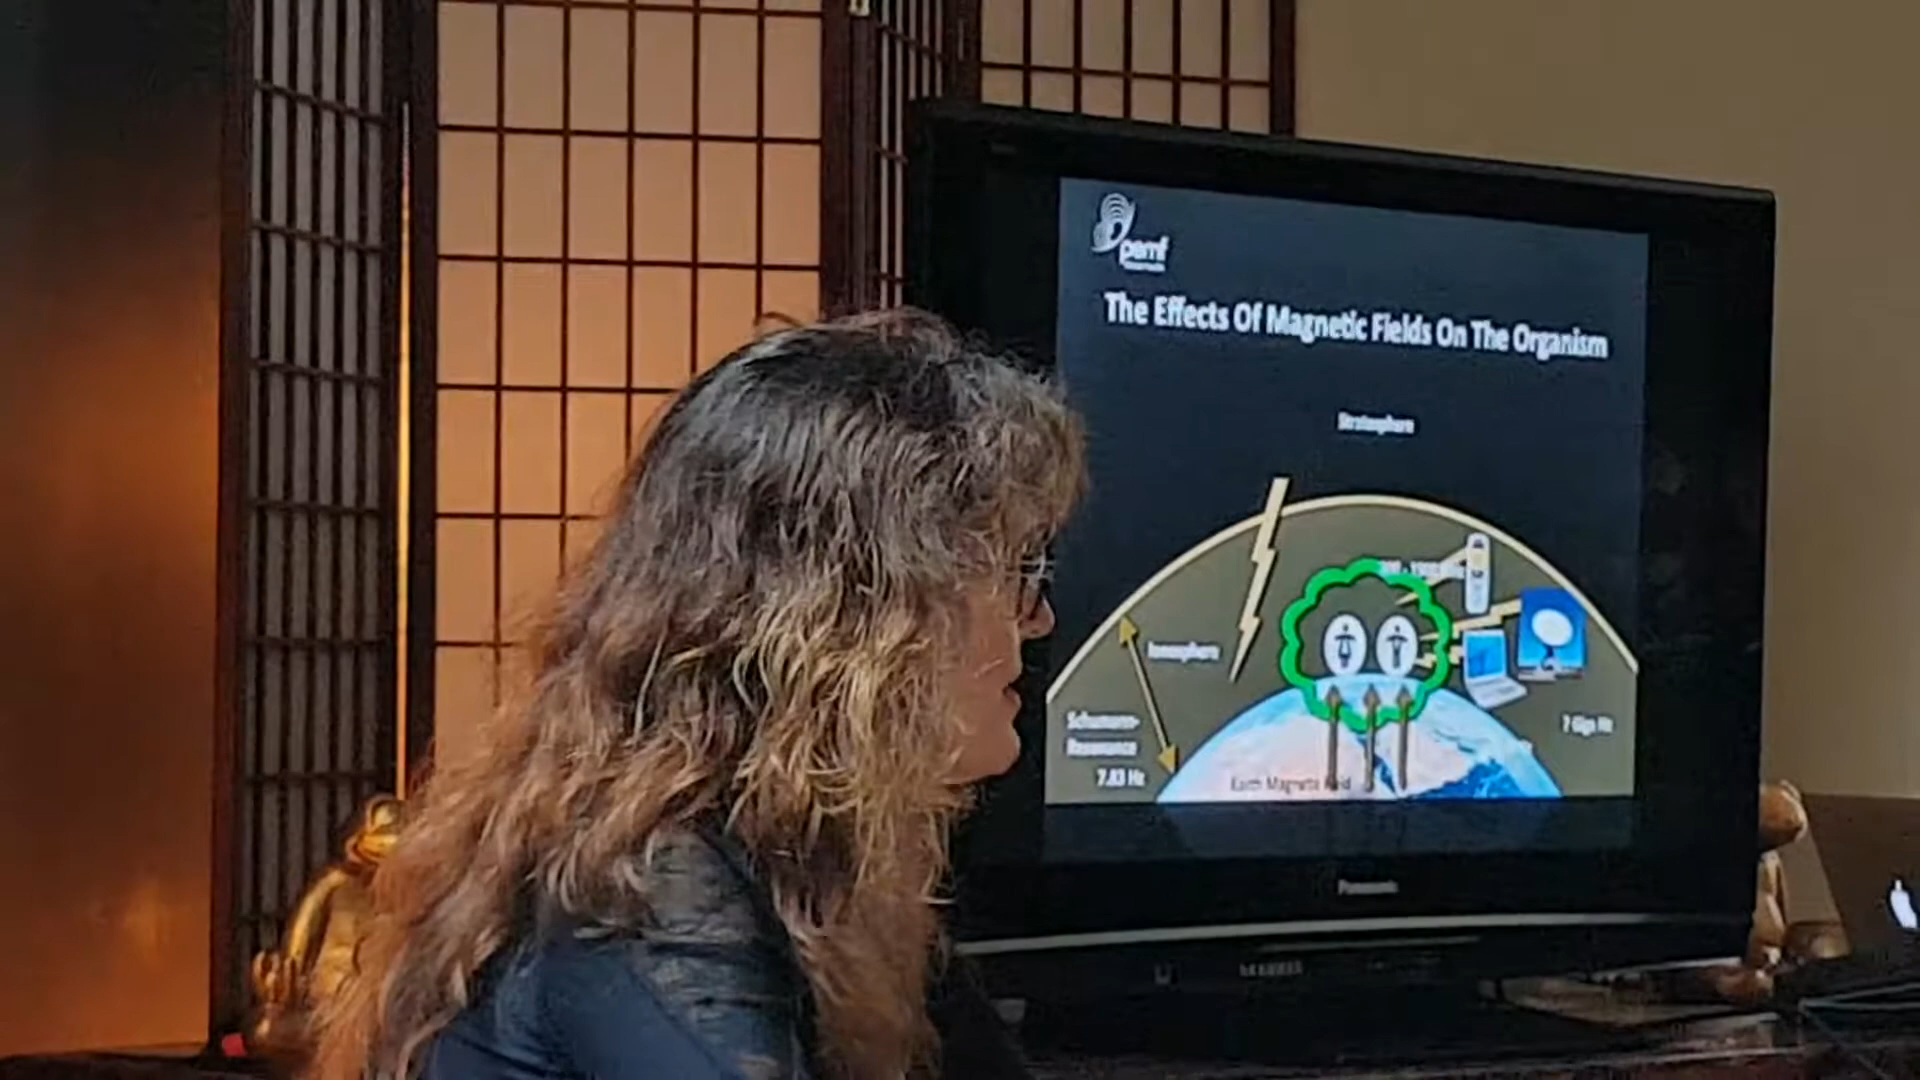 pemf
The Effects Of Magnetic Fields On The Organism
Stratosphere
Ionosphere
Schumann-
Resonance
7.83 Hz
Earth Magnetic Field
Panasonic